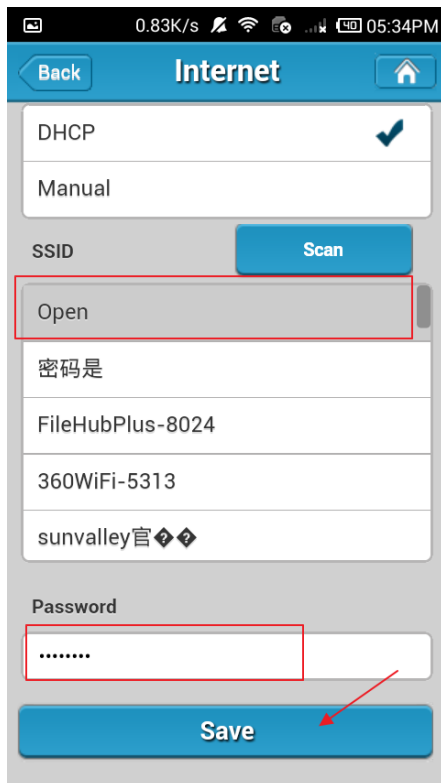 0.83K/s 40 05:34PM
Back Internet
DHCP
Manual
SSID Scan
Open
密码是
FileHubPlus-8024
360WiFi-5313
sunvalley官��
Password
Save